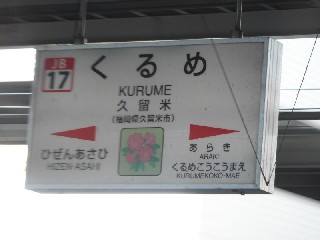 JB
17
くるめ
KURUME
久留米
(福岡県久留米市)
ひぜんあさひ
HIZEN-ASAHI
あらき
ARAKI
くるめこうこうまえ
KURUMEKOKO-MAE